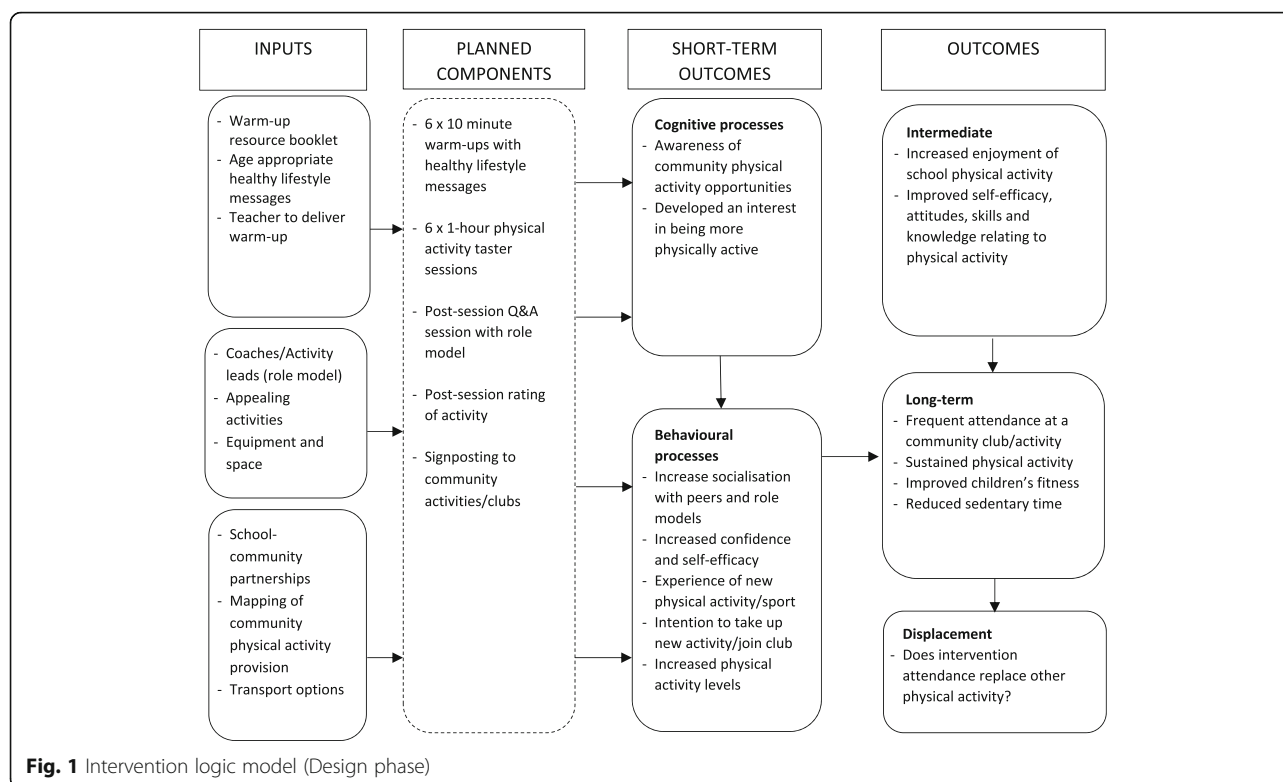 INPUTS
- Warm-up
resource booklet
- Age appropriate
healthy lifestyle
messages
- Teacher to deliver
warm-up
- Coaches/Activity
leads (role model)
- Appealing
activities
- Equipment and
space
- School-
community
partnerships
- Mapping of
community
physical activity
provision
- Transport options
PLANNED
COMPONENTS
- 6 x 10 minute
warm-ups with
healthy lifestyle
messages
- 6 x 1-hour physical
activity taster
sessions
- Post-session Q&A
session with role
model
- Post-session rating
of activity
- Signposting to
community
activities/clubs
SHORT-TERM
OUTCOMES
Cognitive processes
- Awareness of
community physical
activity opportunities
- Developed an interest
in being more
physically active
Behavioural
processes
- Increase socialisation
with peers and role
models
- Increased confidence
and self-efficacy
- Experience of new
physical activity/sport
- Intention to take up
new activity/join club
- Increased physical
activity levels
OUTCOMES
Intermediate
- Increased enjoyment of
school physical activity
- Improved self-efficacy,
attitudes, skills and
knowledge relating to
physical activity
Long-term
- Frequent attendance at a
community club/activity
- Sustained physical activity
- Improved children's fitness
- Reduced sedentary time
Displacement
- Does intervention
attendance replace other
physical activity?
Fig. 1 Intervention logic model (Design phase)